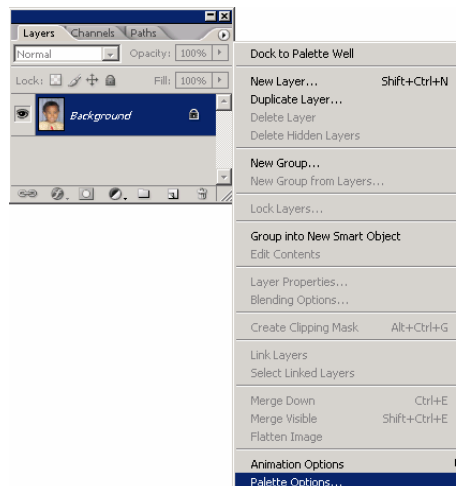 Layers Channels Paths
Normal Opacity: 100%
Lock: Fill: 100%
Background
Dock to Palette Well
New Layer... Shift+Ctrl+N
Duplicate Layer...
Delete Layer
Delete Hidden Layers
New Group...
New Group from Layers...
Lock Layers...
Group into New Smart Object
Edit Contents
Layer Properties...
Blending Options...
Create Clipping Mask Alt+Ctrl+G
Link Layers
Select Linked Layers
Merge Down Ctrl+E
Merge Visible Shift+Ctrl+E
Flatten Image
Animation Options
Palette Options...